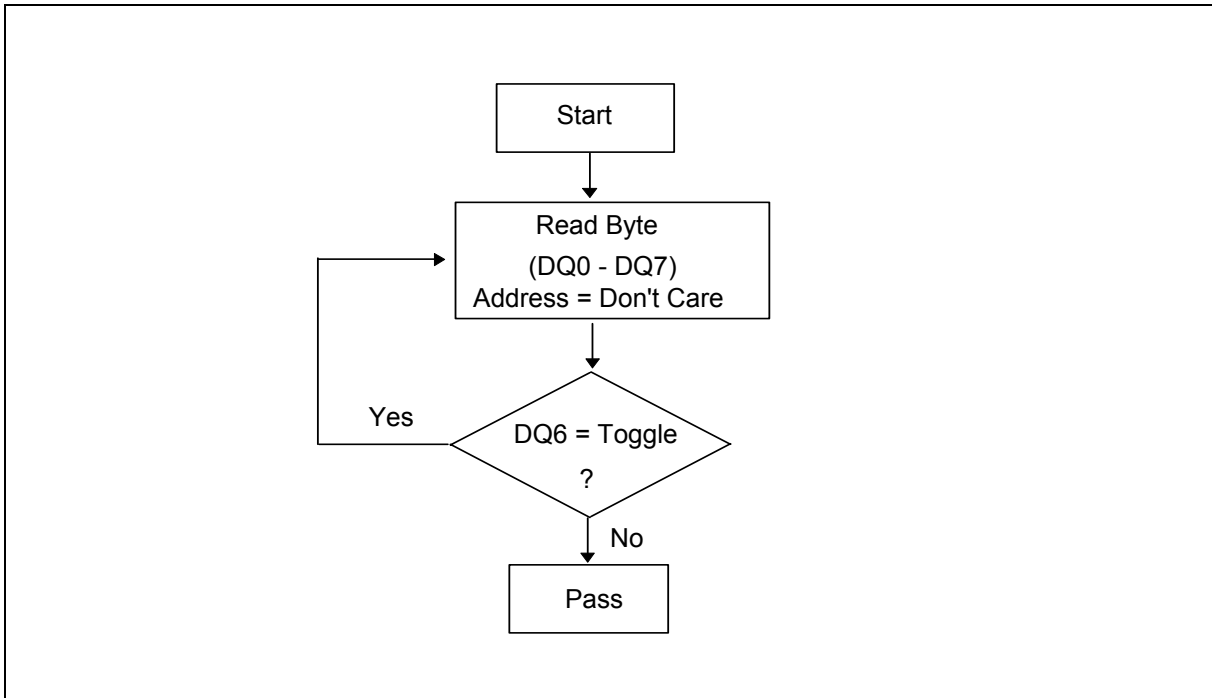 Start
Read Byte
(DQ0 - DQ7)
Address = Don't Care
Yes
DQ6 = Toggle
?
No
Pass